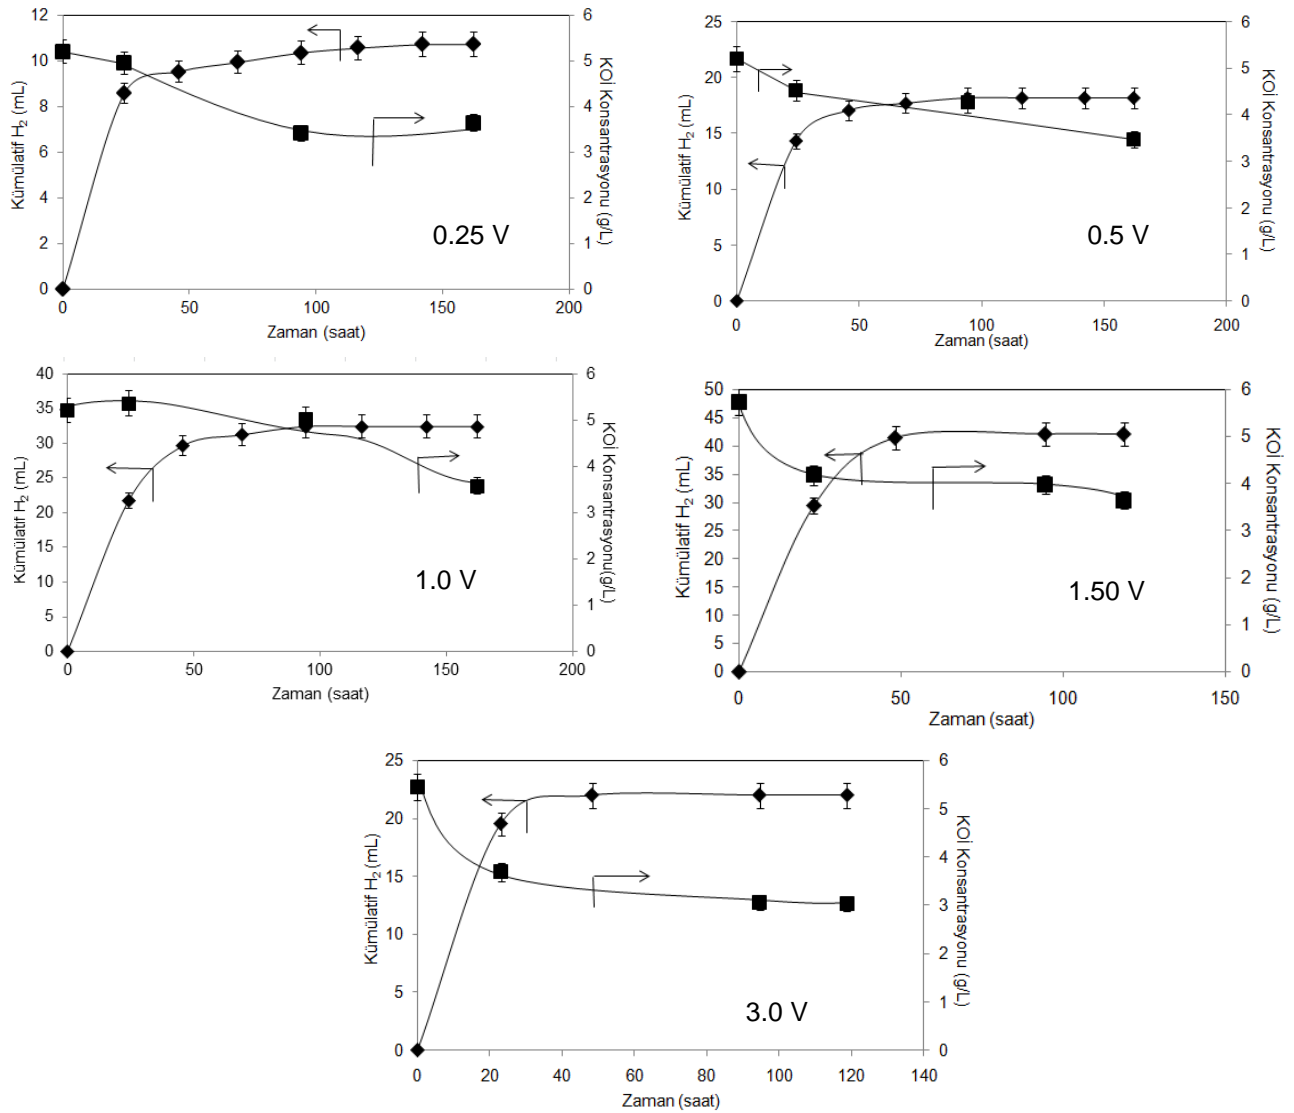 12
10
8
6
4
2
0
Kümülatif H₂ (mL)
6
5
4
3
2
1
0
KOİ Konsantrasyonu (g/L)
0.25 V
0 50 100 150 200
Zaman (saat)
25
20
15
10
5
0
Kümülatif H₂ (mL)
6
5
4
3
2
1
0
KOİ Konsantrasyonu (g/L)
0.5 V
0 50 100 150 200
Zaman (saat)
40
35
30
25
20
15
10
5
0
Kümülatif H₂ (mL)
6
5
4
3
2
1
0
KOİ Konsantrasyonu(g/L)
1.0 V
0 50 100 150 200
Zaman (saat)
50
45
40
35
30
25
20
15
10
5
0
Kümülatif H₂ (mL)
6
5
4
3
2
1
0
KOİ Konsantrasyonu (g/L)
1.50 V
0 50 100 150
Zaman (saat)
25
20
15
10
5
0
Kümülatif H₂ (mL)
6
5
4
3
2
1
0
KOİ Konsantrasyonu (g/L)
3.0 V
0 20 40 60 80 100 120 140
Zaman (saat)